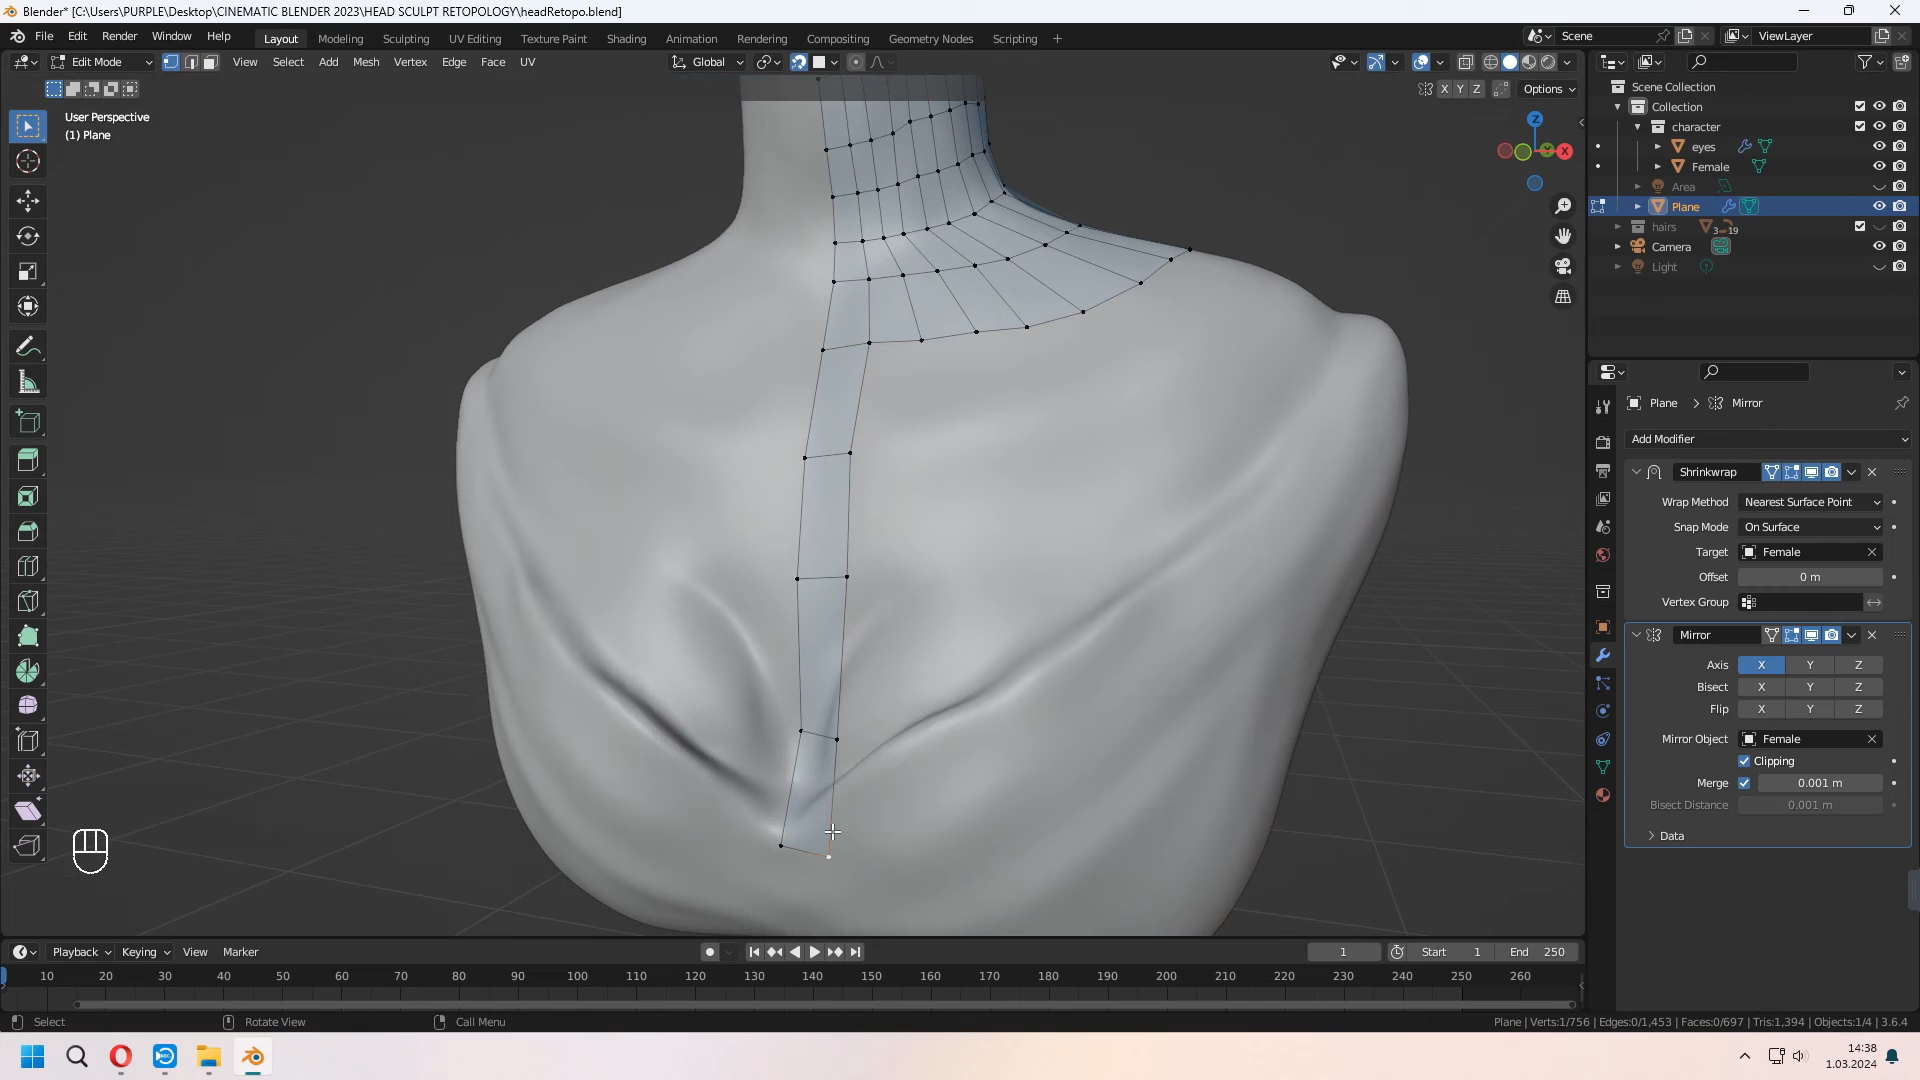 Blender* [C:\Users\PURPLE\Desktop\CINEMATIC BLENDER 2023\HEAD SCULPT RETOPOLOGY\headRetopo.blend]
File Edit Render Window Help Layout Modeling Sculpting UV Editing Texture Paint Shading Animation Rendering Compositing Geometry Nodes Scripting + Scene ViewLayer
Edit Mode View Select Add Mesh Vertex Edge Face UV Global
X Y Z Options
User Perspective
(1) Plane
Z
X
Y
Scene Collection
Collection
character
eyes
Female
Area
Plane
hairs 3 19
Camera
Light
Plane > Mirror
Add Modifier
Shrinkwrap
Wrap Method Nearest Surface Point
Snap Mode On Surface
Target Female
Offset 0 m
Vertex Group
Mirror
Axis X Y Z
Bisect X Y Z
Flip X Y Z
Mirror Object Female
Clipping
Merge 0.001 m
Bisect Distance 0.001 m
Data
Playback Keying View Marker 1 Start 1 End 250
10 20 30 40 50 60 70 80 90 100 110 120 130 140 150 160 170 180 190 200 210 220 230 240 250 260
Select Rotate View Call Menu Plane | Verts:1/756 | Edges:0/1,453 | Faces:0/697 | Tris:1,394 | Objects:1/4 | 3.6.4
REC
14:38
1.03.2024